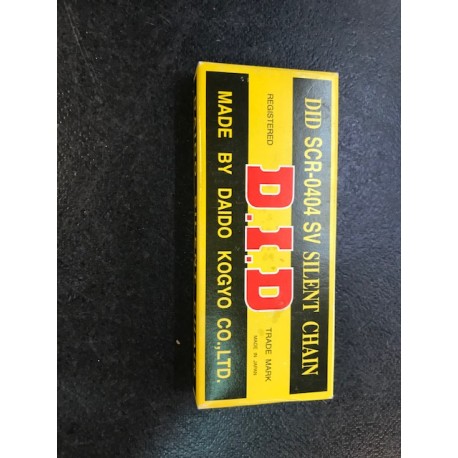 DID SCR-0404 SV SILENT CHAIN
REGISTERED
D.I.D
TRADE MARK
MADE IN JAPAN
MADE BY DAIDO KOGYO CO.,LTD.